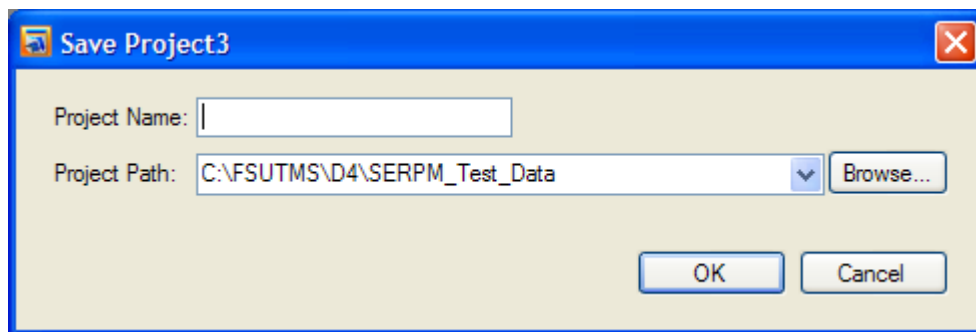 Save Project3
Project Name:
Project Path: C:\FSUTMS\D4\SERPM_Test_Data Browse...
OK Cancel